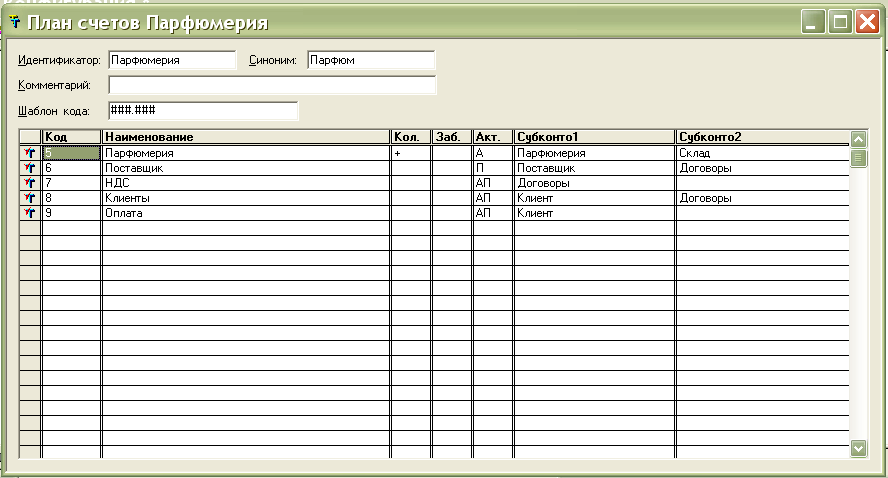 План счетов Парфюмерия
Идентификатор: Парфюмерия Синоним: Парфюм
Комментарий:
Шаблон кода: ###.###
Код Наименование Кол. Заб. Акт. Субконто1 Субконто2
5 Парфюмерия + А Парфюмерия Склад
6 Поставщик П Поставщик Договоры
7 НДС АП Договоры
8 Клиенты АП Клиент Договоры
9 Оплата АП Клиент